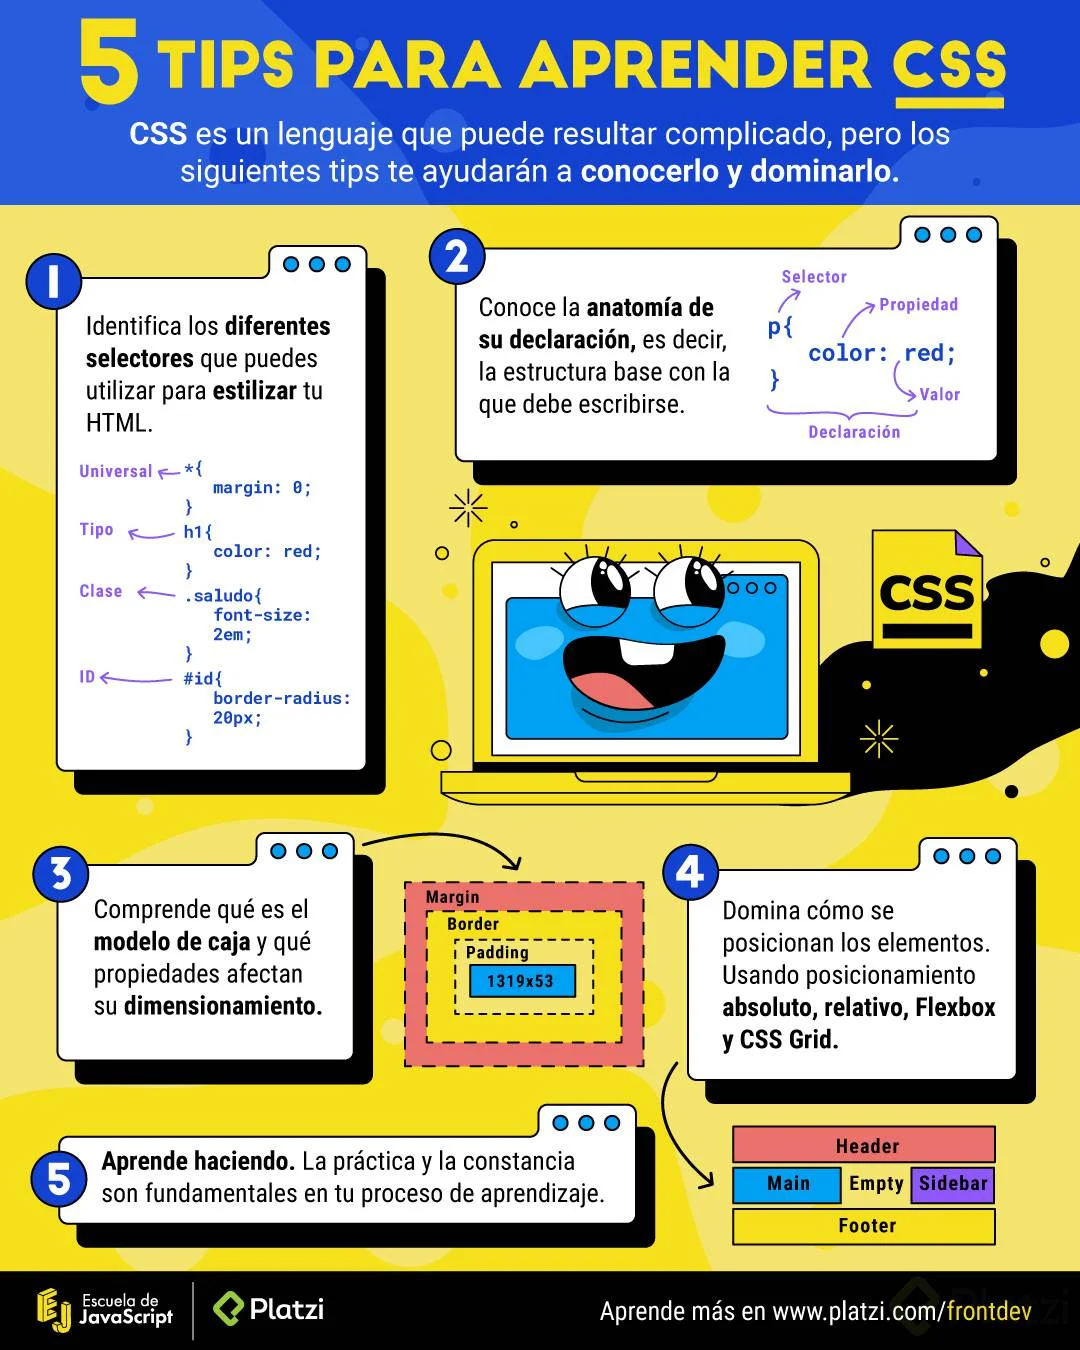 5 TIPS PARA APRENDER CSS
CSS es un lenguaje que puede resultar complicado, pero los
siguientes tips te ayudarán a conocerlo y dominarlo.
1
Identifica los diferentes
selectores que puedes
utilizar para estilizar tu
HTML.
Universal
*{
margin: 0;
}
Tipo
h1{
color: red;
}
Clase
.saludo{
font-size:
2em;
}
ID
#id{
border-radius:
20px;
}
2
Conoce la anatomía de
su declaración, es decir,
la estructura base con la
que debe escribirse.
Selector
Propiedad
p{
color: red;
}
Valor
Declaración
CSS
3
Comprende qué es el
modelo de caja y qué
propiedades afectan
su dimensionamiento.
Margin
Border
Padding
1319x53
4
Domina cómo se
posicionan los elementos.
Usando posicionamiento
absoluto, relativo, Flexbox
y CSS Grid.
Header
Main Empty Sidebar
Footer
5
Aprende haciendo. La práctica y la constancia
son fundamentales en tu proceso de aprendizaje.
EJ Escuela de
JavaScript
Platzi
Aprende más en www.platzi.com/frontdev
Platzi